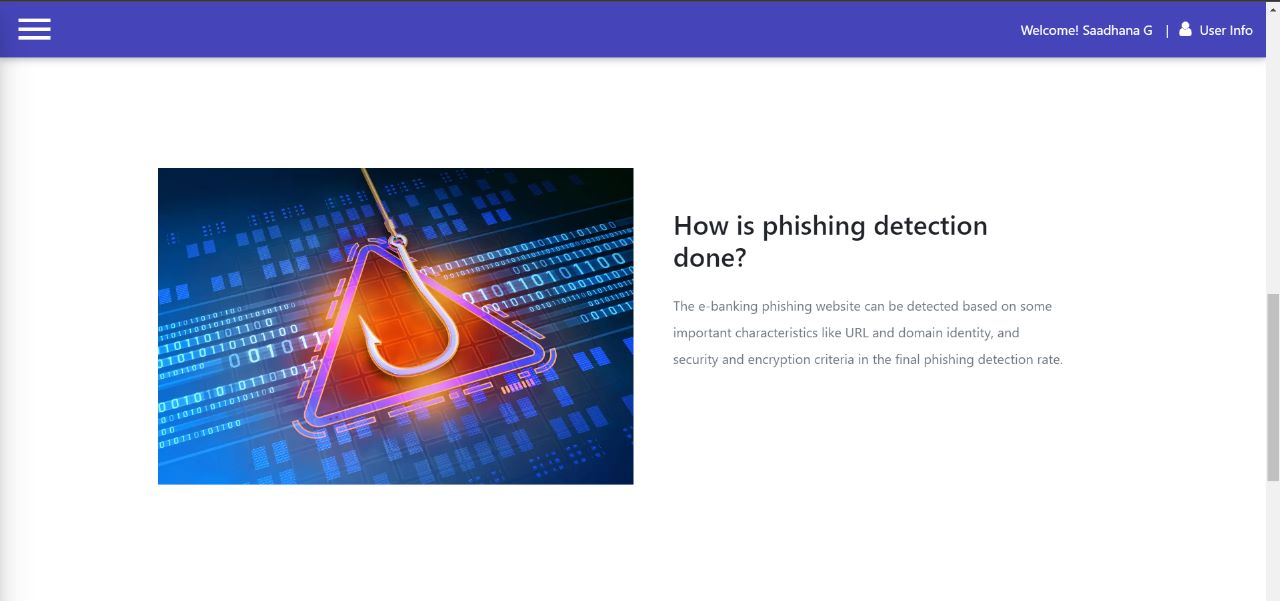 Welcome! Saadhana G | User Info
How is phishing detection
done?
The e-banking phishing website can be detected based on some
important characteristics like URL and domain identity, and
security and encryption criteria in the final phishing detection rate.